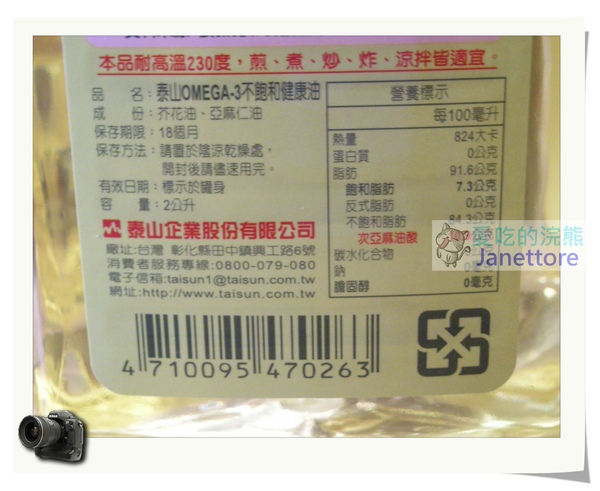 本品耐高溫230度，煎、煮、炒、炸、涼拌皆適宜。
品　名：泰山OMEGA-3不飽和健康油
成　份：芥花油、亞麻仁油
保存期限：18個月
保存方法：請置於陰涼乾燥處，
開封後請儘速用完。
有效日期：標示於罐身
容　量：2公升
泰山企業股份有限公司
廠址:台灣 彰化縣田中鎮興工路6號
消費者服務專線:0800-079-080
電子信箱:taisun1@taisun.com.tw
網址:http://www.taisun.com.tw
營養標示
每100毫升
熱量 824大卡
蛋白質 0公克
脂肪 91.6公克
飽和脂肪 7.3公克
反式脂肪 0公克
不飽和脂肪 84.3公克
次亞麻油酸
碳水化合物
鈉 0毫克
膽固醇 0毫克
愛吃的浣熊
Janettore
4 710095 470263